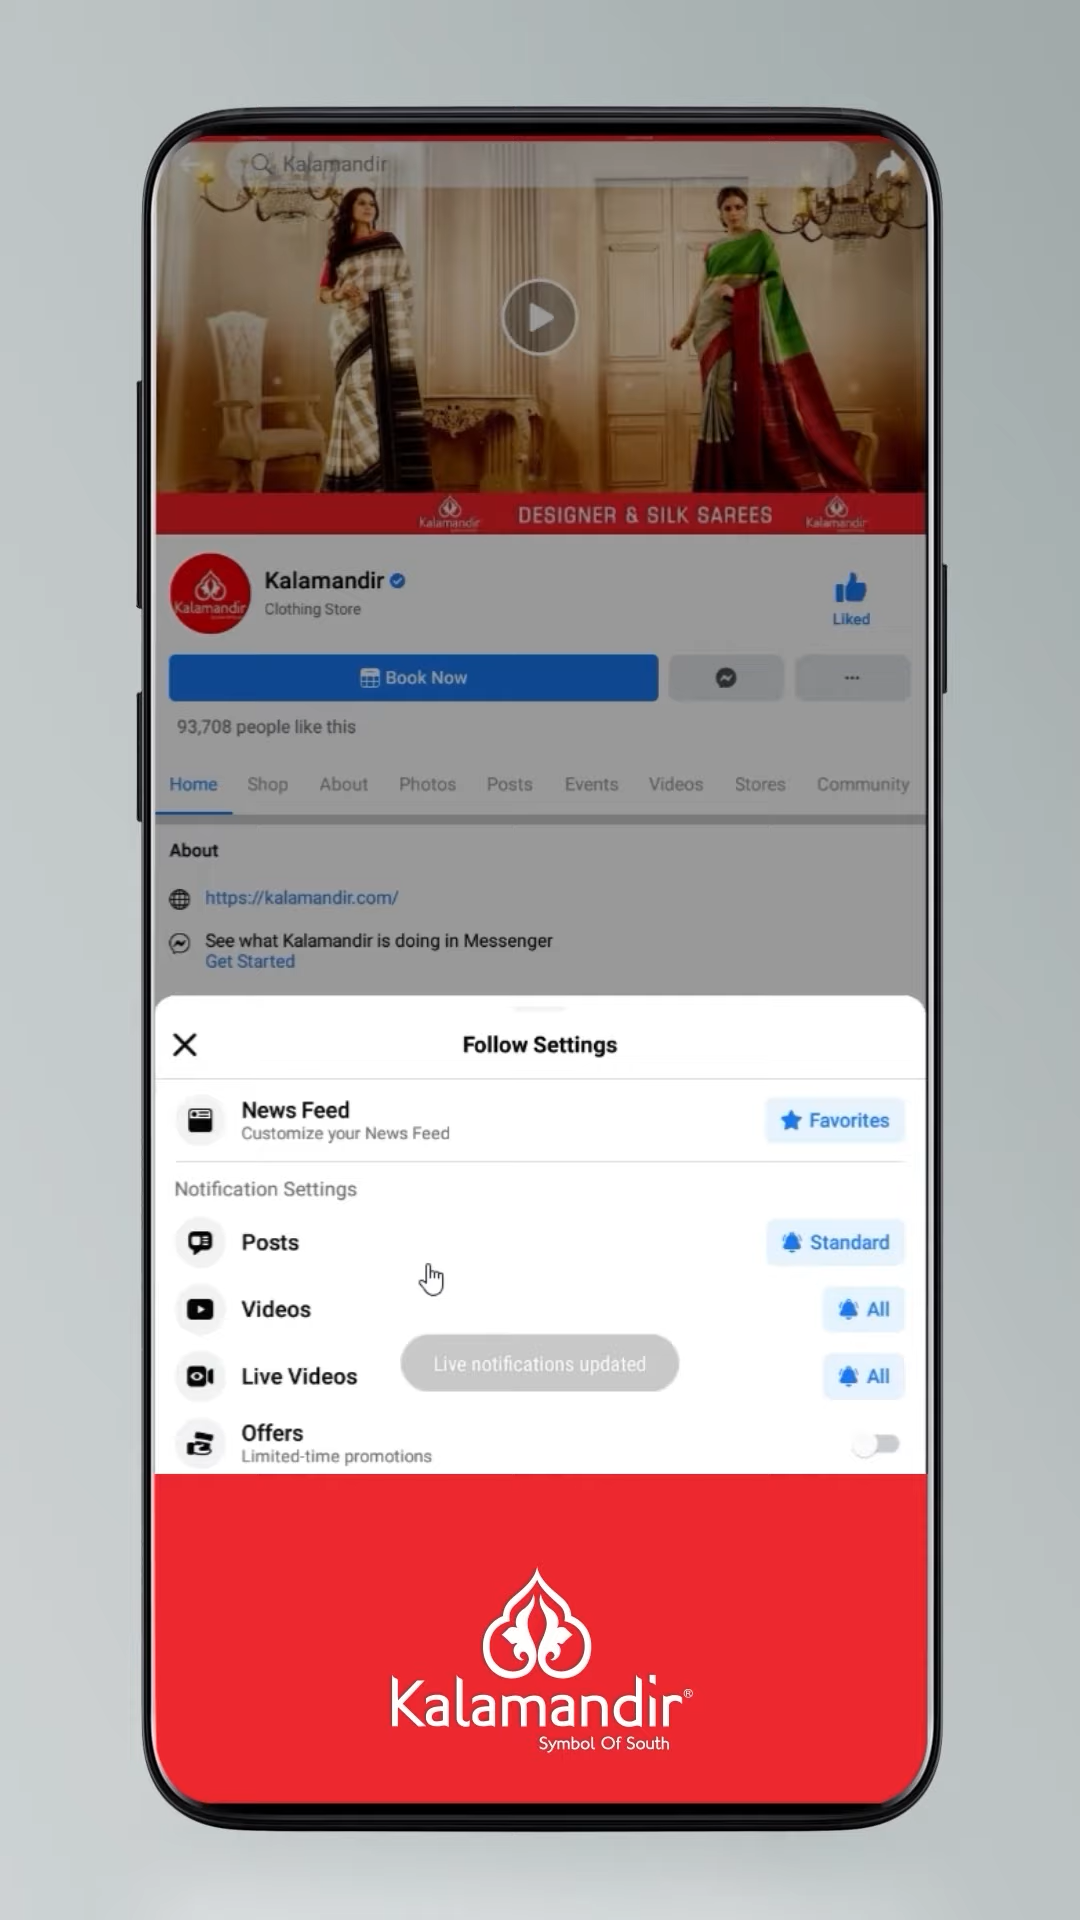 Kalamandir
Kalamandir
DESIGNER & SILK SAREES
Kalamandir
Kalamandir
Kalamandir
Clothing Store
Liked
Book Now
93,708 people like this
Home Shop About Photos Posts Events Videos Stores Community
About
https://kalamandir.com/
See what Kalamandir is doing in Messenger
Get Started
Follow Settings
News Feed
Customize your News Feed
Favorites
Notification Settings
Posts
Standard
Videos
All
Live notifications updated
Live Videos
All
Offers
Limited-time promotions
Kalamandir®
Symbol Of South